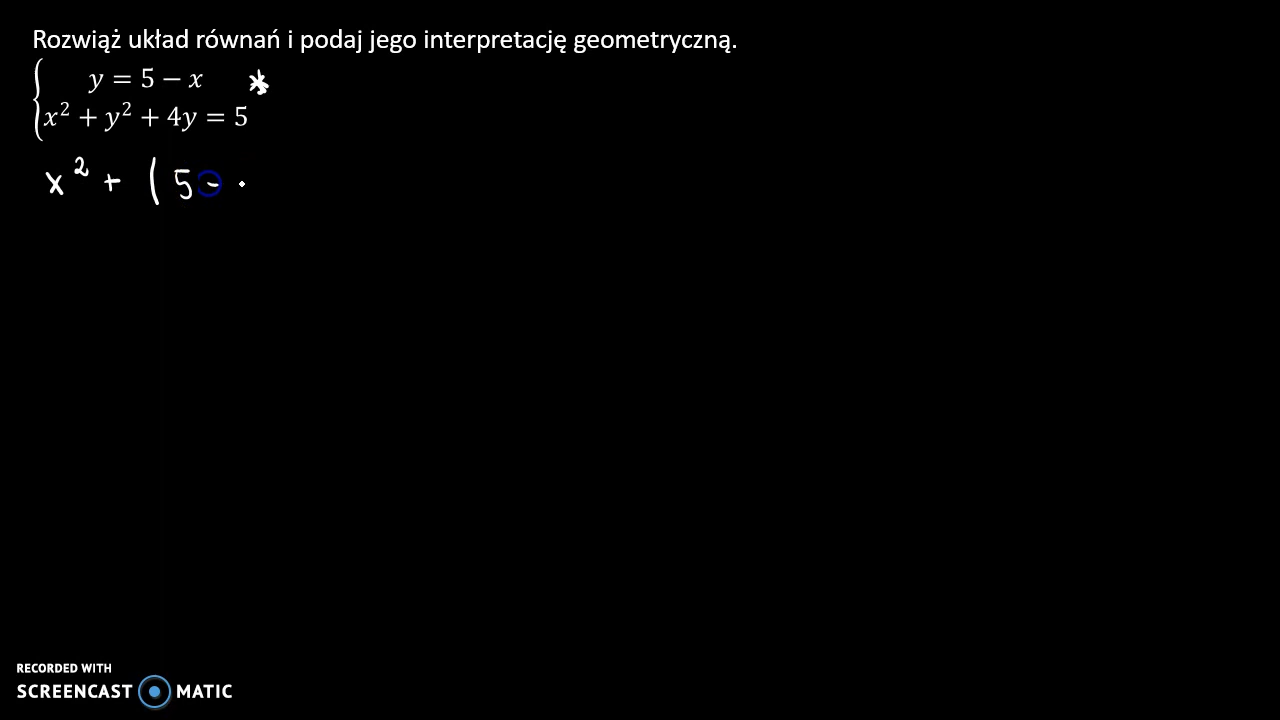 Rozwiąż układ równań i podaj jego interpretację geometryczną.
y = 5 − x *
x² + y² + 4y = 5
x² + ( 5 -
RECORDED WITH
SCREENCAST MATIC